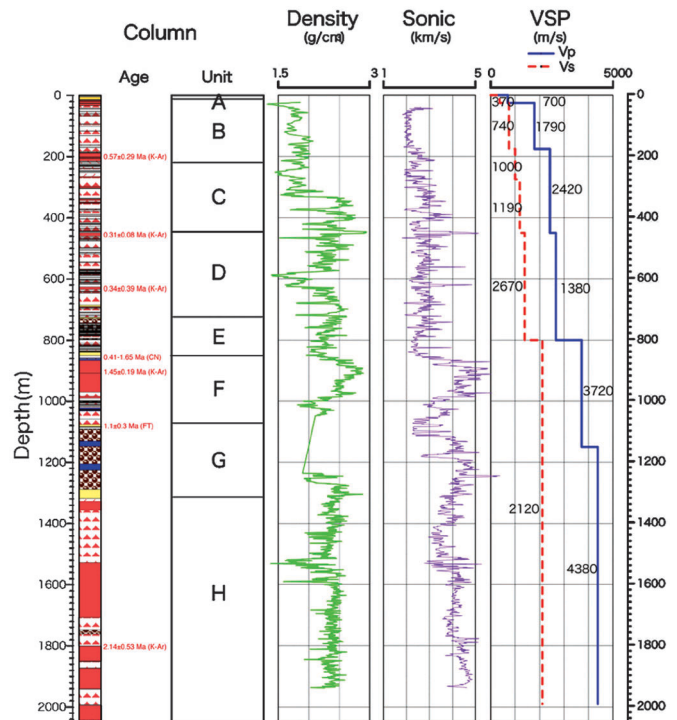 Column
Density
(g/cm³)
Sonic
(km/s)
VSP
(m/s)
Vp
Vs
Age
Unit
1.5
3
1
5
0
5000
0
200
400
600
800
1000
1200
1400
1600
1800
2000
Depth(m)
0.57±0.29 Ma (K-Ar)
0.31±0.08 Ma (K-Ar)
0.34±0.39 Ma (K-Ar)
0.41-1.65 Ma (CN)
1.45±0.19 Ma (K-Ar)
1.1±0.3 Ma (FT)
2.14±0.53 Ma (K-Ar)
A
B
C
D
E
F
G
H
370
700
740
1790
1000
2420
1190
2670
1380
3720
2120
4380
0
200
400
600
800
1000
1200
1400
1600
1800
2000